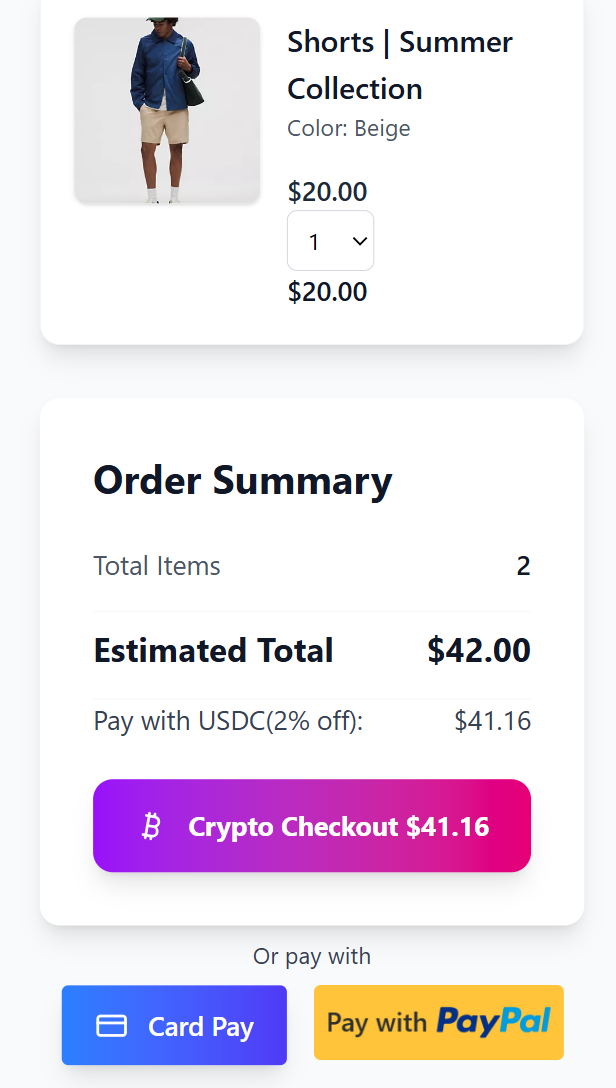 Shorts | Summer
Collection
Color: Beige
$20.00
1
$20.00
Order Summary
Total Items 2
Estimated Total $42.00
Pay with USDC(2% off): $41.16
Crypto Checkout $41.16
Or pay with
Card Pay
Pay with PayPal